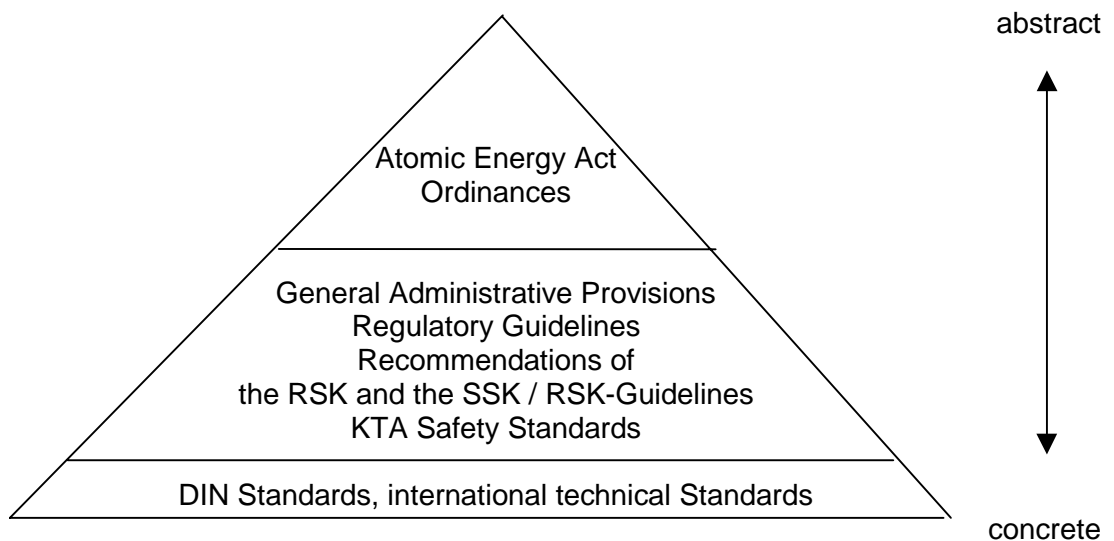 abstract
Atomic Energy Act
Ordinances
General Administrative Provisions
Regulatory Guidelines
Recommendations of
the RSK and the SSK / RSK-Guidelines
KTA Safety Standards
DIN Standards, international technical Standards
concrete